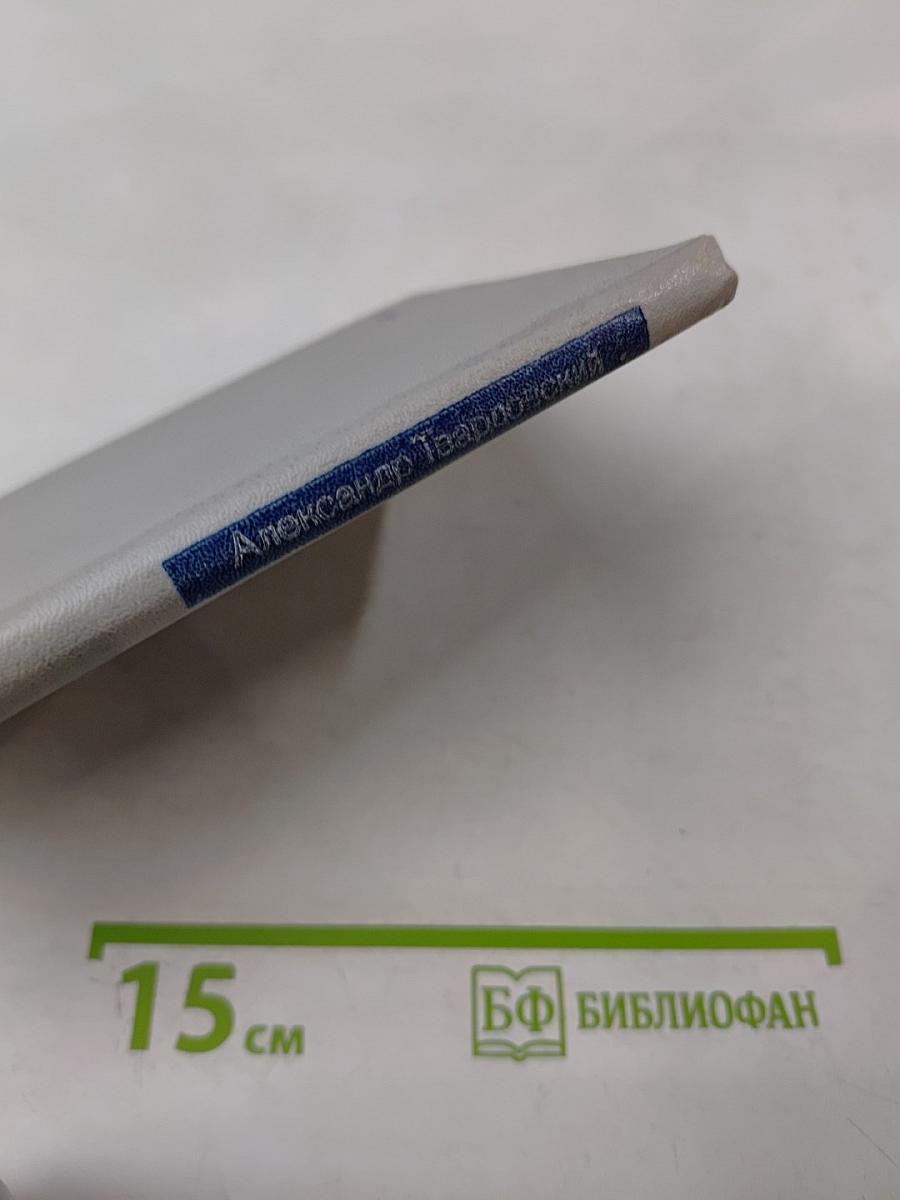 Александр Твардовский
15 см
БФ БИБЛИОФАН